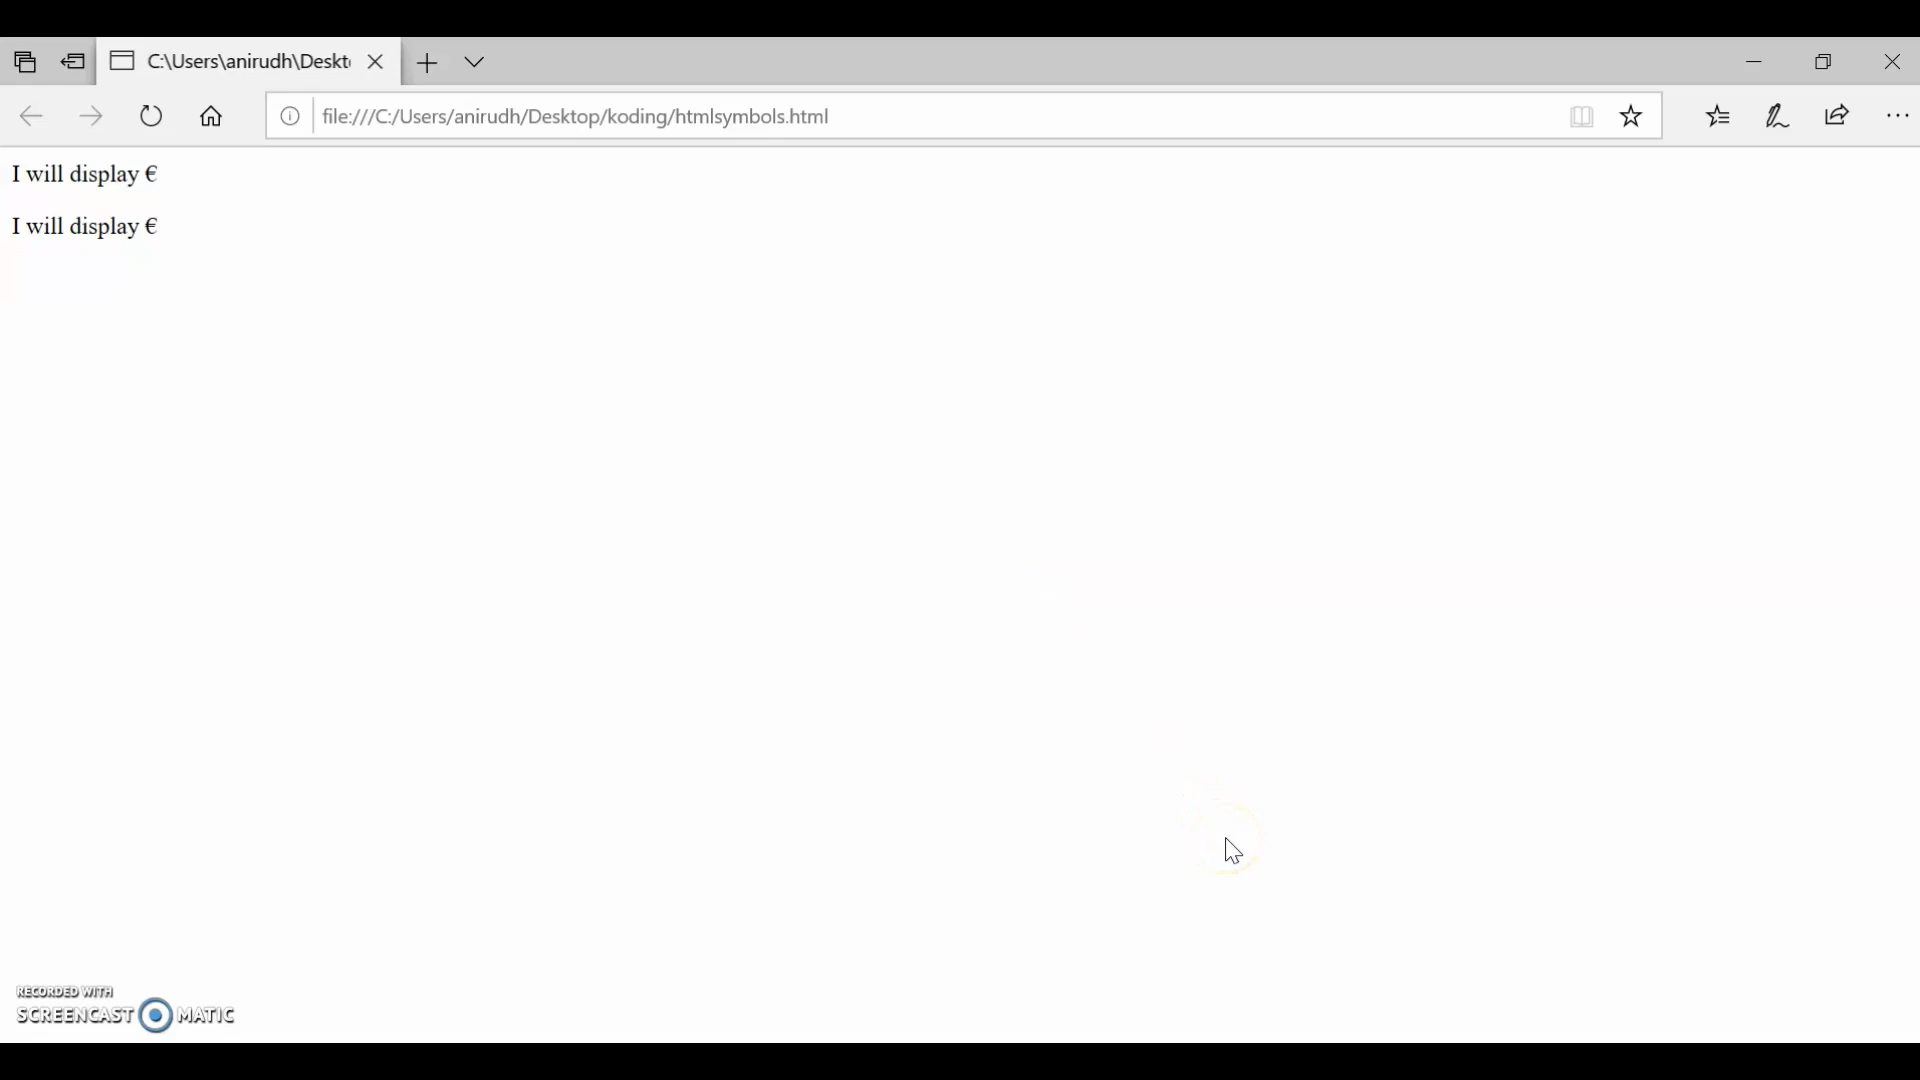 C:\Users\anirudh\Deskt
file:///C:/Users/anirudh/Desktop/koding/htmlsymbols.html
I will display €
I will display €
RECORDED WITH
SCREENCAST MATIC